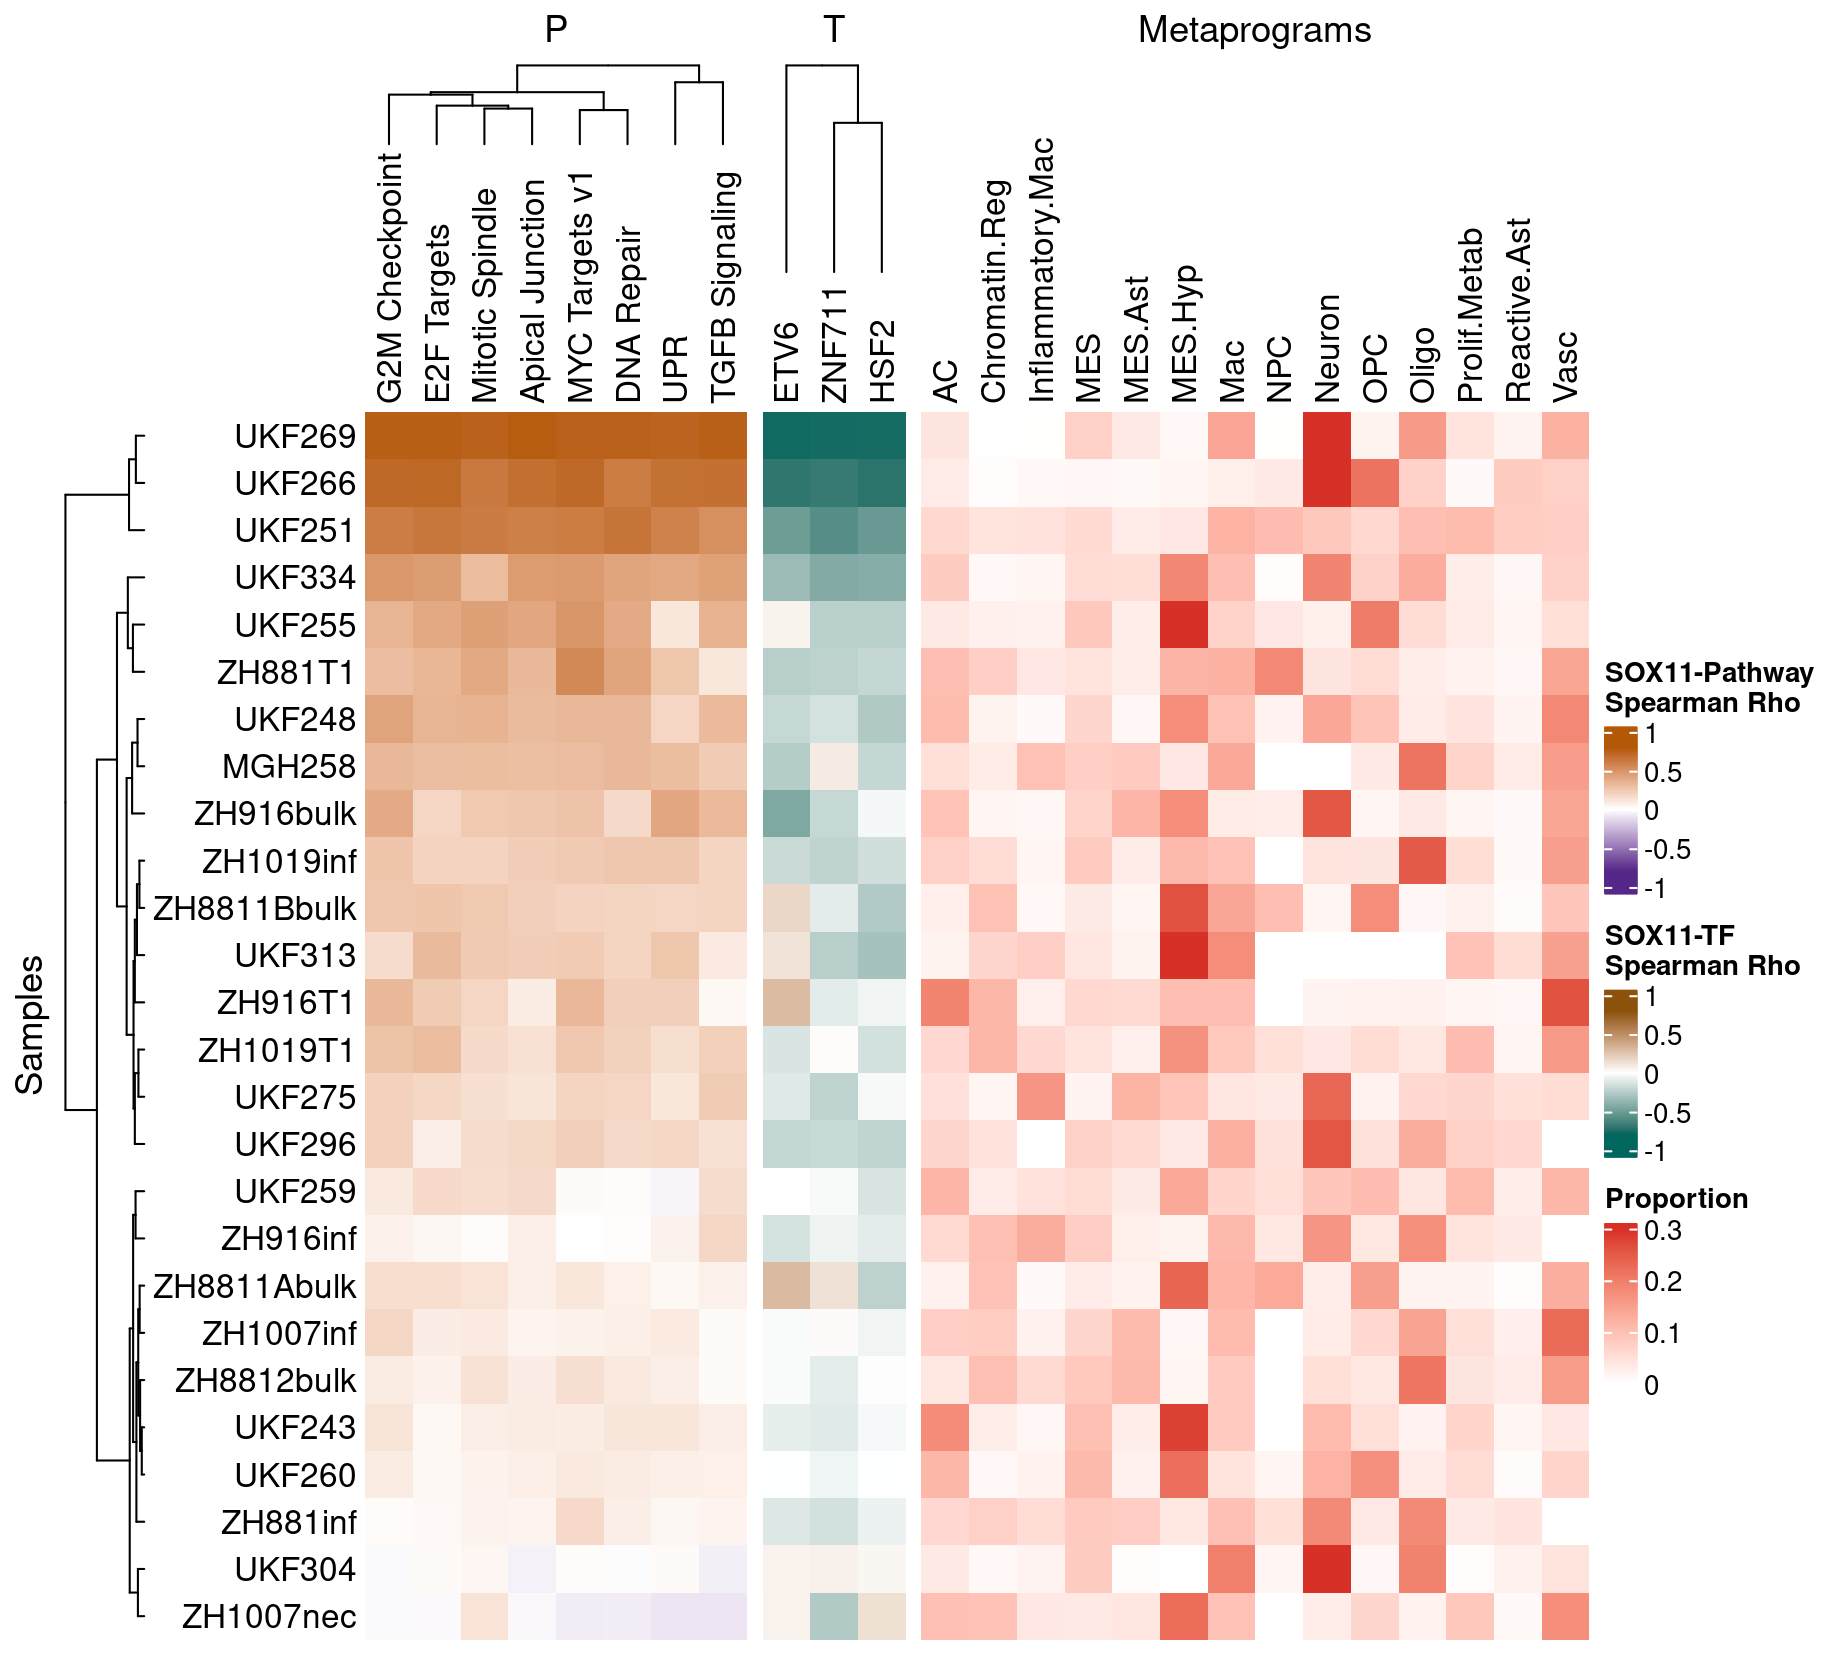 P
T
Metaprograms
G2M Checkpoint
E2F Targets
Mitotic Spindle
Apical Junction
MYC Targets v1
DNA Repair
UPR
TGFB Signaling
ETV6
ZNF711
HSF2
AC
Chromatin.Reg
Inflammatory.Mac
MES
MES.Ast
MES.Hyp
Mac
NPC
Neuron
OPC
Oligo
Prolif.Metab
Reactive.Ast
Vasc
Samples
UKF269
UKF266
UKF251
UKF334
UKF255
ZH881T1
UKF248
MGH258
ZH916bulk
ZH1019inf
ZH8811Bbulk
UKF313
ZH916T1
ZH1019T1
UKF275
UKF296
UKF259
ZH916inf
ZH8811Abulk
ZH1007inf
ZH8812bulk
UKF243
UKF260
ZH881inf
UKF304
ZH1007nec
SOX11-Pathway
Spearman Rho
1
0.5
0
-0.5
-1
SOX11-TF
Spearman Rho
1
0.5
0
-0.5
-1
Proportion
0.3
0.2
0.1
0